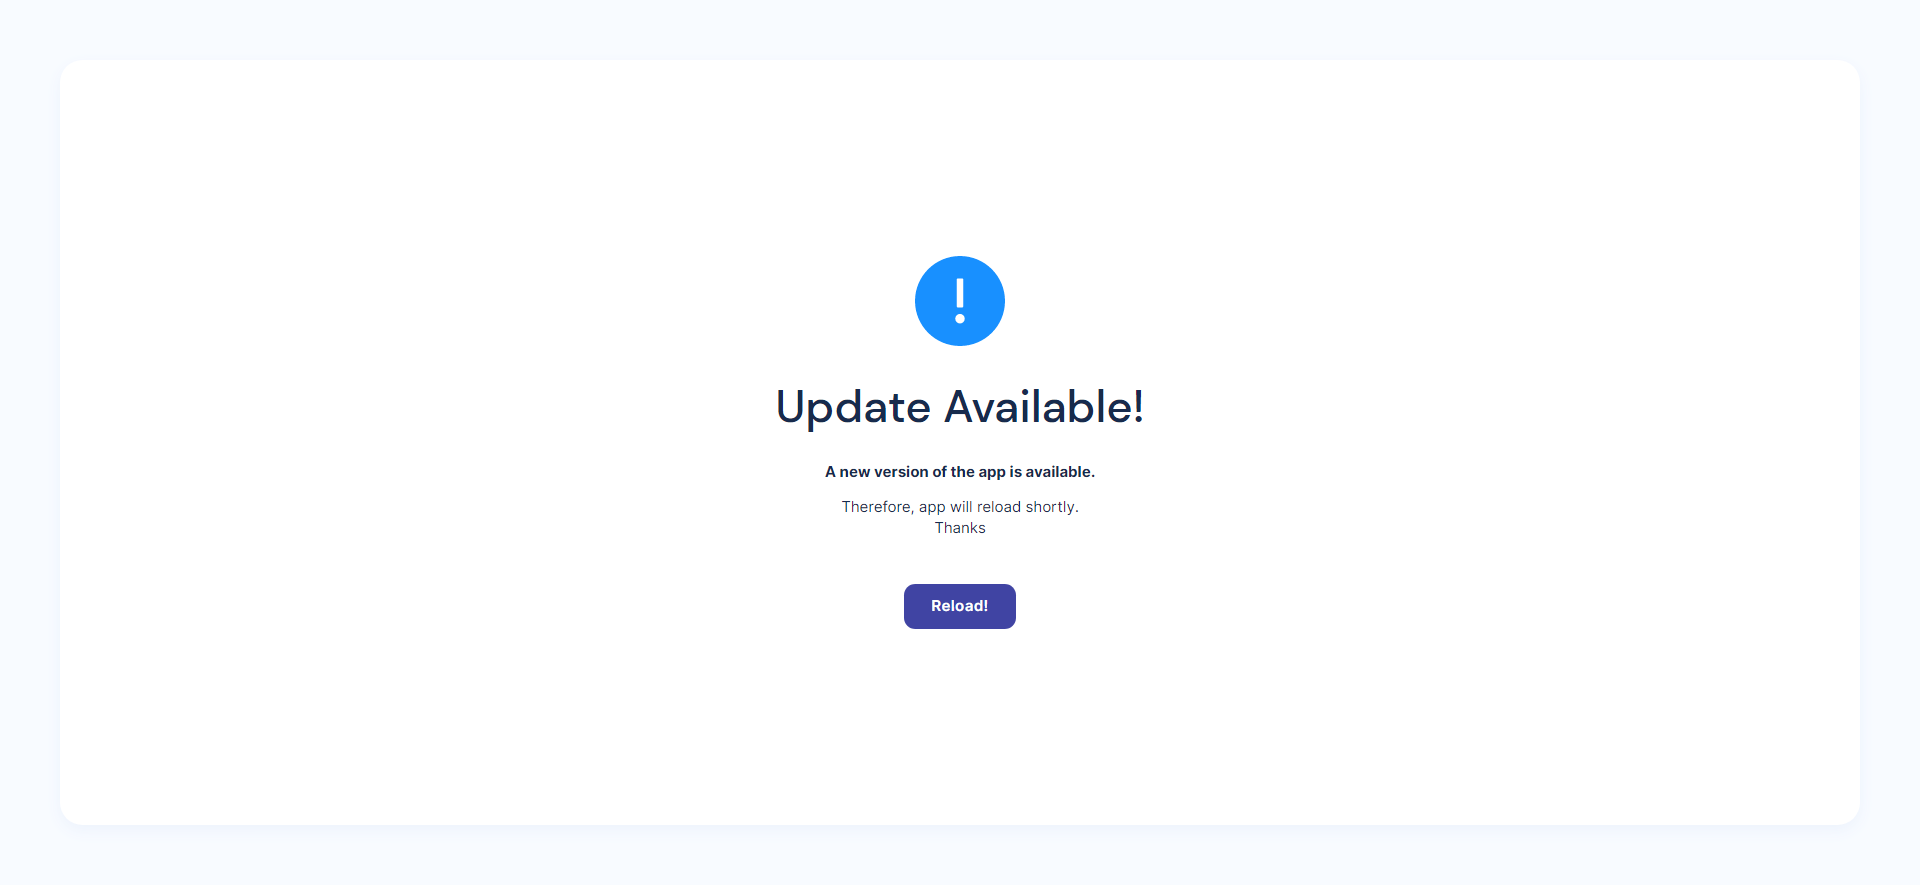 Update Available!
A new version of the app is available.
Therefore, app will reload shortly.
Thanks
Reload!